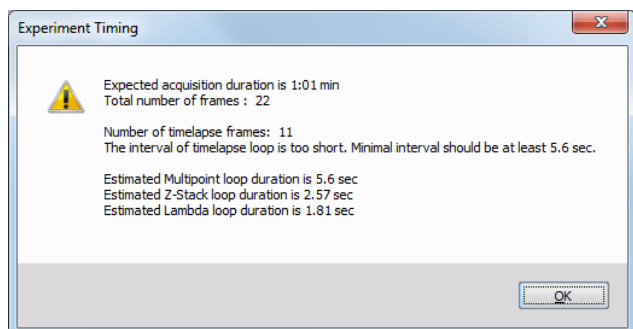 Experiment Timing
Expected acquisition duration is 1:01 min
Total number of frames : 22
Number of timelapse frames: 11
The interval of timelapse loop is too short. Minimal interval should be at least 5.6 sec.
Estimated Multipoint loop duration is 5.6 sec
Estimated Z-Stack loop duration is 2.57 sec
Estimated Lambda loop duration is 1.81 sec
OK